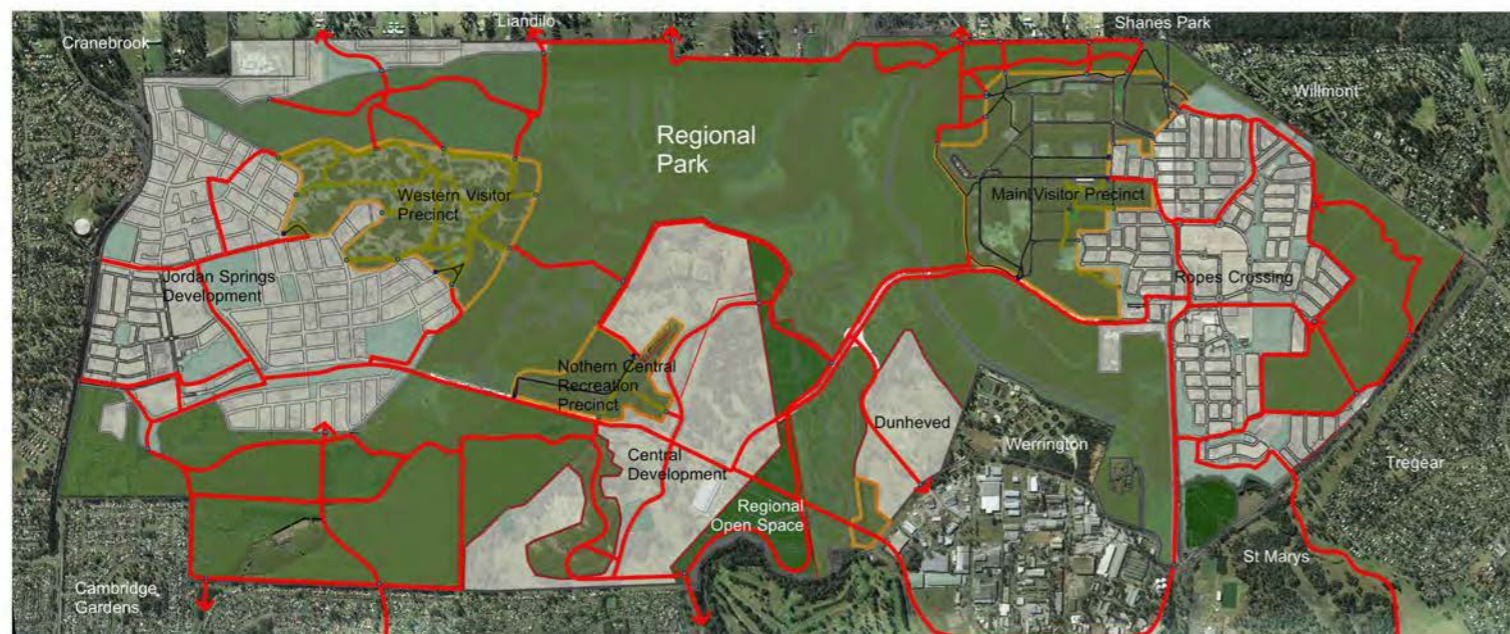 Liandilo
Shanes Park
Cranebrook
Willmont
Regional
Park
Western Visitor
Precinct
Main Visitor Precinct
Jordan Springs
Development
Ropes Crossing
Nothern Central
Recreation
Precinct
Dunheved
Werrington
Central
Development
Tregear
Regional
Open Space
St Marys
Cambridge
Gardens